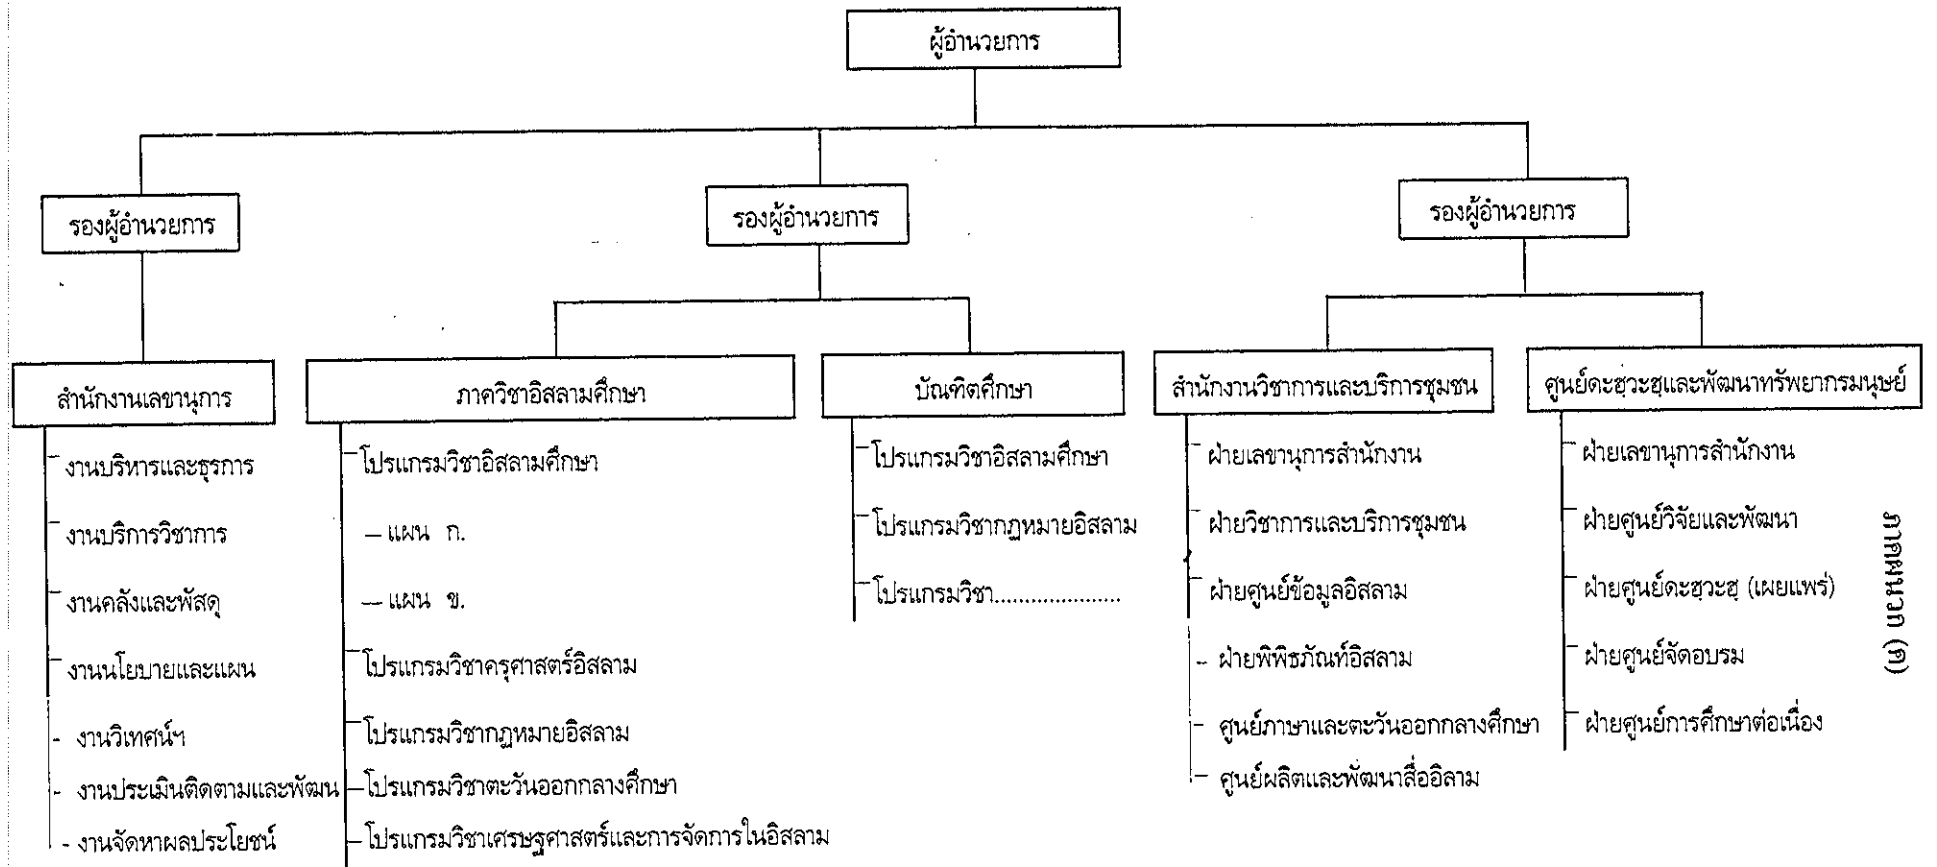 ผู้อำนวยการ
รองผู้อำนวยการ
รองผู้อำนวยการ
รองผู้อำนวยการ
สำนักงานเลขานุการ
งานบริหารและธุรการ
งานบริการวิชาการ
งานคลังและพัสดุ
งานนโยบายและแผน
- งานวิเทศน์ฯ
- งานประเมินติดตามและพัฒน
- งานจัดหาผลประโยชน์
ภาควิชาอิสลามศึกษา
โปรแกรมวิชาอิสลามศึกษา
– แผน ก.
– แผน ข.
โปรแกรมวิชาครุศาสตร์อิสลาม
โปรแกรมวิชากฏหมายอิสลาม
โปรแกรมวิชาตะวันออกกลางศึกษา
โปรแกรมวิชาเศรษฐศาสตร์และการจัดการในอิสลาม
บัณฑิตศึกษา
โปรแกรมวิชาอิสลามศึกษา
โปรแกรมวิชากฏหมายอิสลาม
โปรแกรมวิชา.....................
สำนักงานวิชาการและบริการชุมชน
ฝ่ายเลขานุการสำนักงาน
ฝ่ายวิชาการและบริการชุมชน
ฝ่ายศูนย์ข้อมูลอิสลาม
- ฝ่ายพิพิธภัณท์อิสลาม
- ศูนย์ภาษาและตะวันออกกลางศึกษา
- ศูนย์ผลิตและพัฒนาสื่ออิลาม
ศูนย์ดะฮฺวะฮฺและพัฒนาทรัพยากรมนุษย์
ฝ่ายเลขานุการสำนักงาน
ฝ่ายศูนย์วิจัยและพัฒนา
ฝ่ายศูนย์ดะฮฺวะฮฺ (เผยแพร่)
ฝ่ายศูนย์จัดอบรม
ฝ่ายศูนย์การศึกษาต่อเนื่อง
ภาคผนวก (ค)